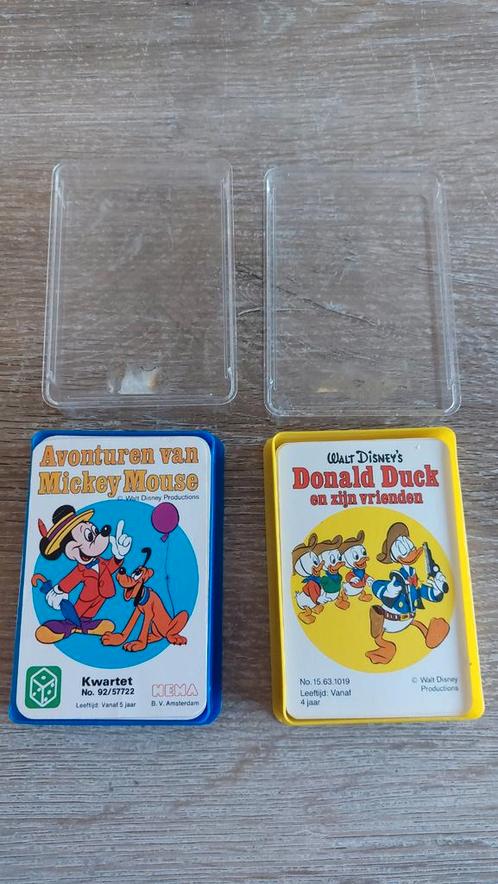 Avonturen van
Mickey Mouse
© Walt Disney Productions
Kwartet
No. 92/57722
Leeftijd: Vanaf 5 jaar
HEMA
B. V. Amsterdam
WALT DISNEY'S
Donald Duck
en zijn vrienden
No. 15.63.1019
Leeftijd: Vanaf
4 jaar
© Walt Disney
Productions